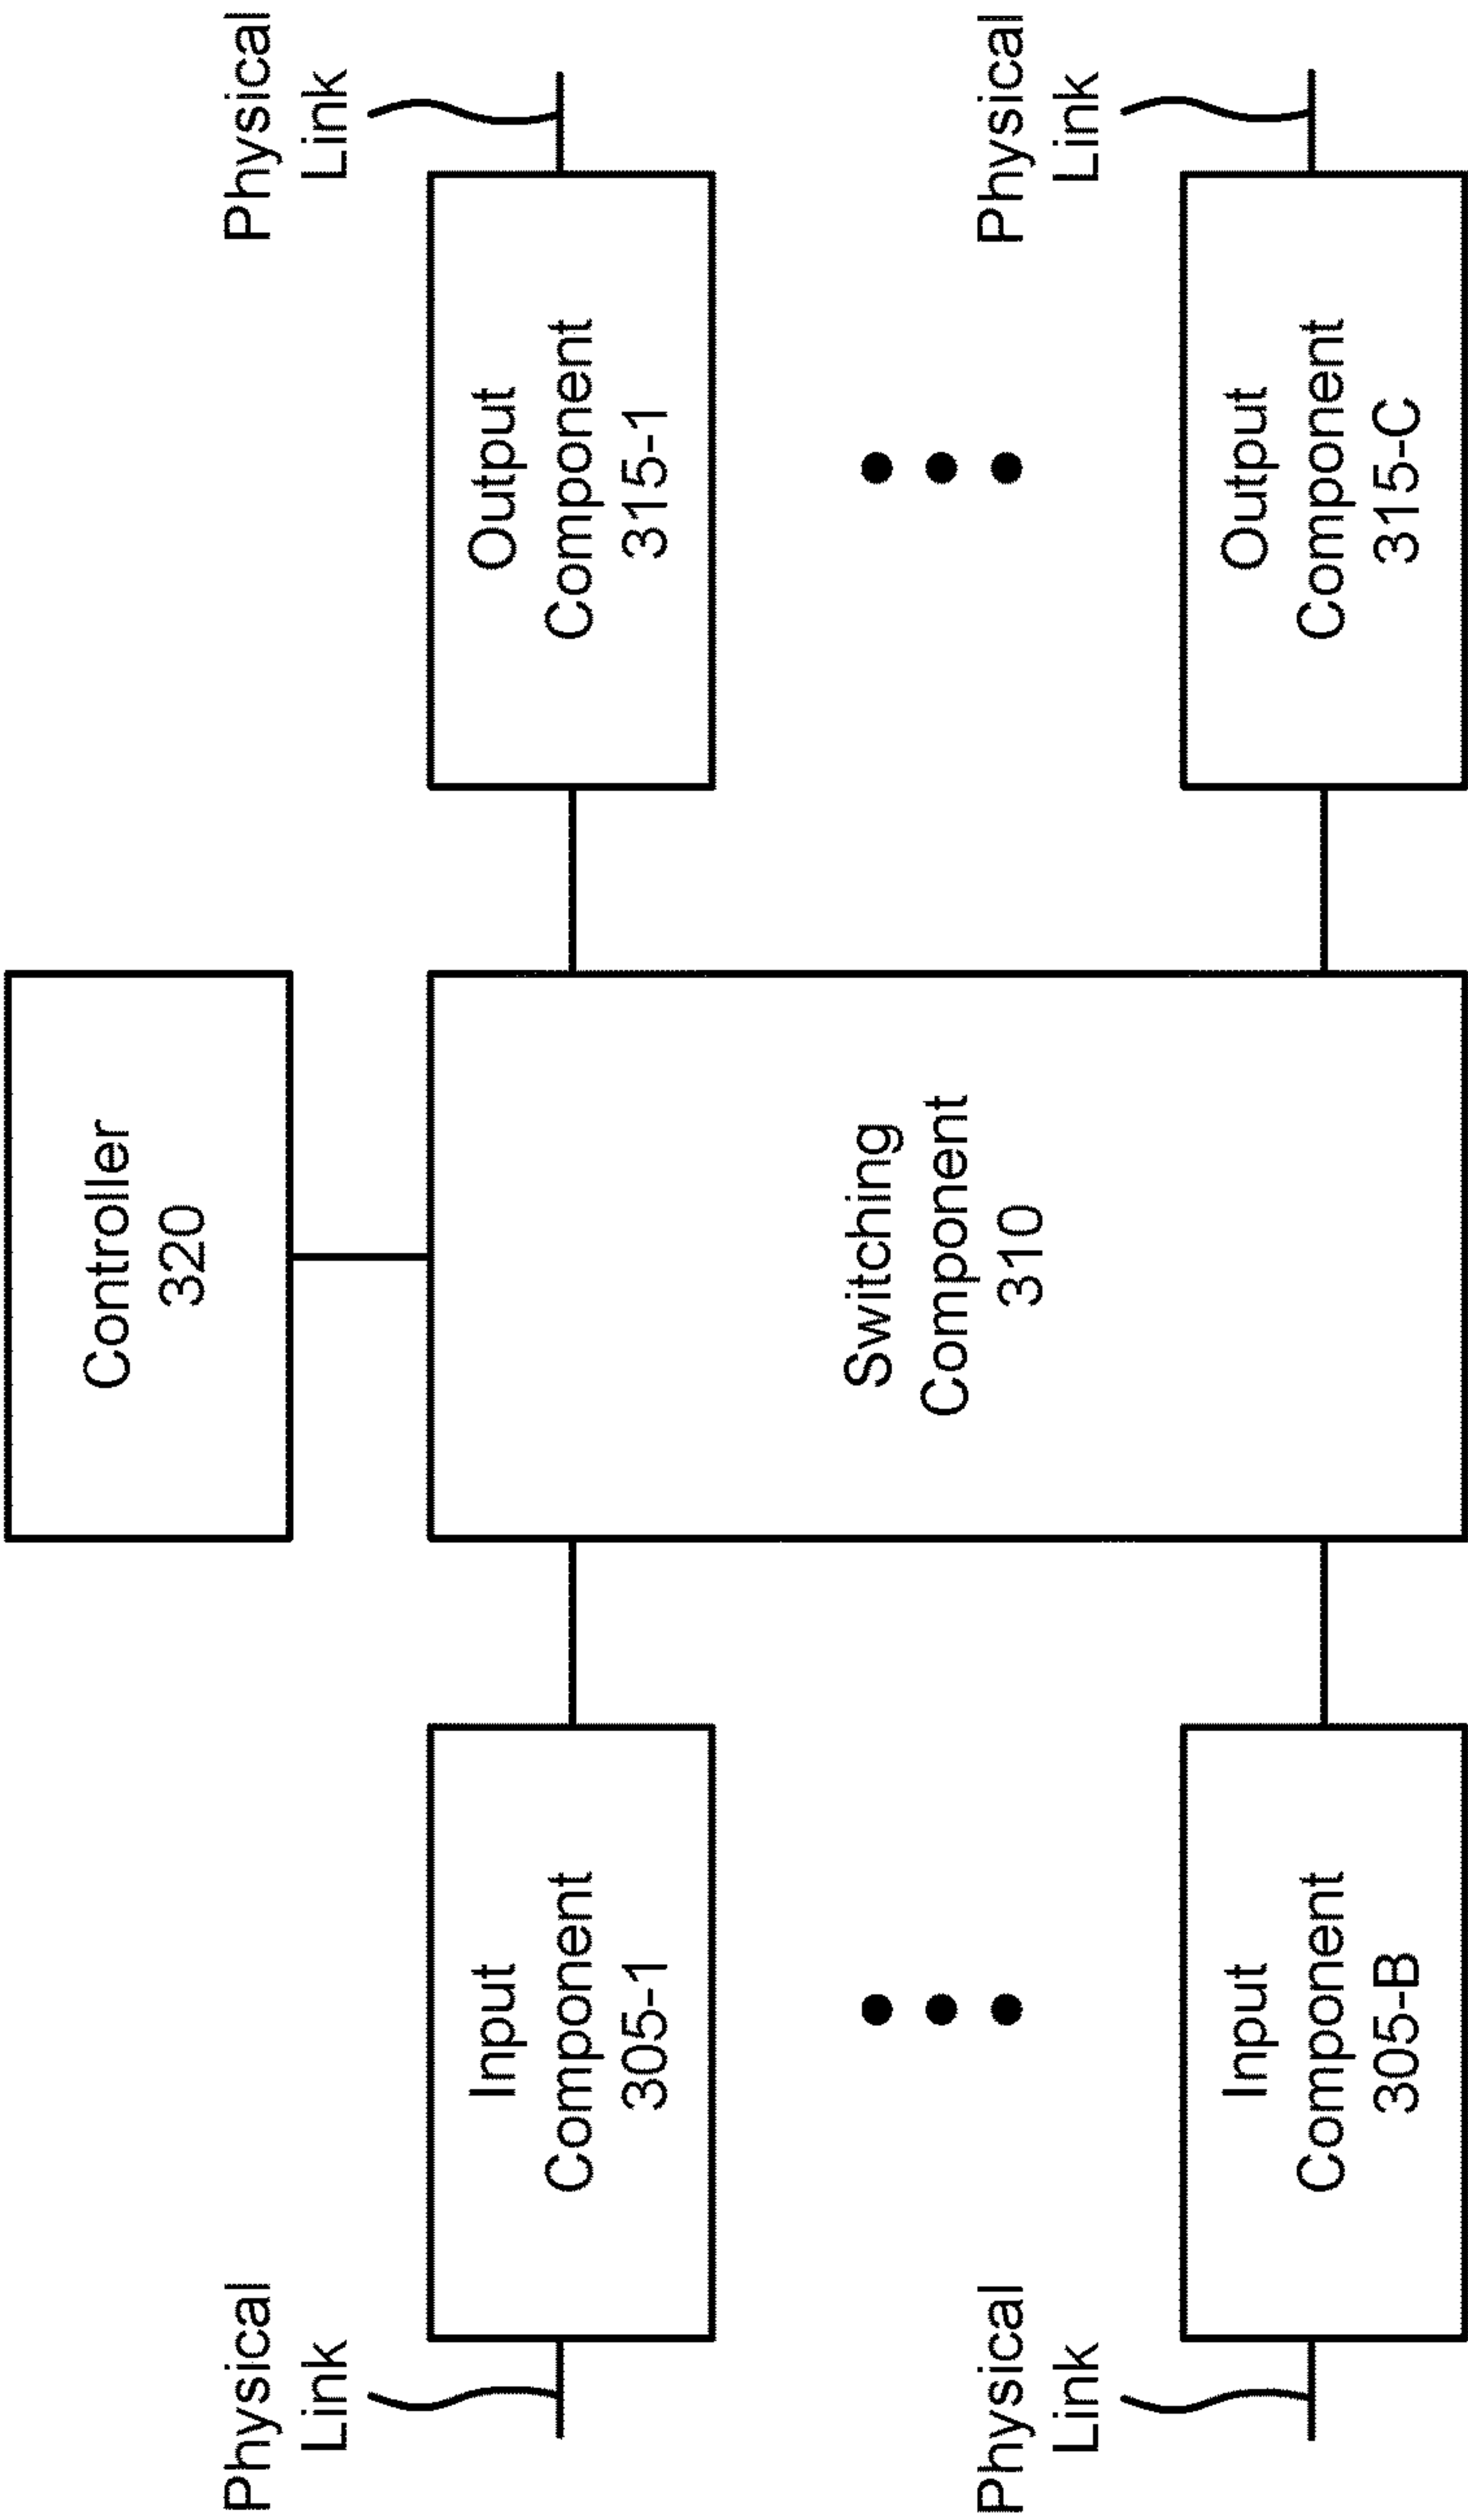 Controller
320
Physical
Link
Input
Component
305-1
Switching
Component
310
Output
Component
315-1
Physical
Link
Physical
Link
Input
Component
305-B
Output
Component
315-C
Physical
Link